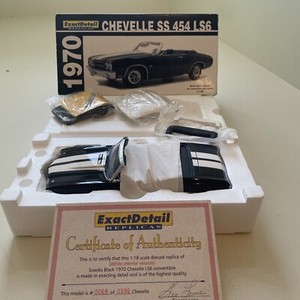 ExactDetail
REPLICAS
CHEVELLE SS 454 LS6
1970
ExactDetail
REPLICAS
Certificate of Authenticity
This is to certify that this 1:18 scale diecast replica of
Tuxedo Black 1970 Chevelle LS6 convertible
is made in exacting detail and is of the highest quality.
This model is # of Chevelle